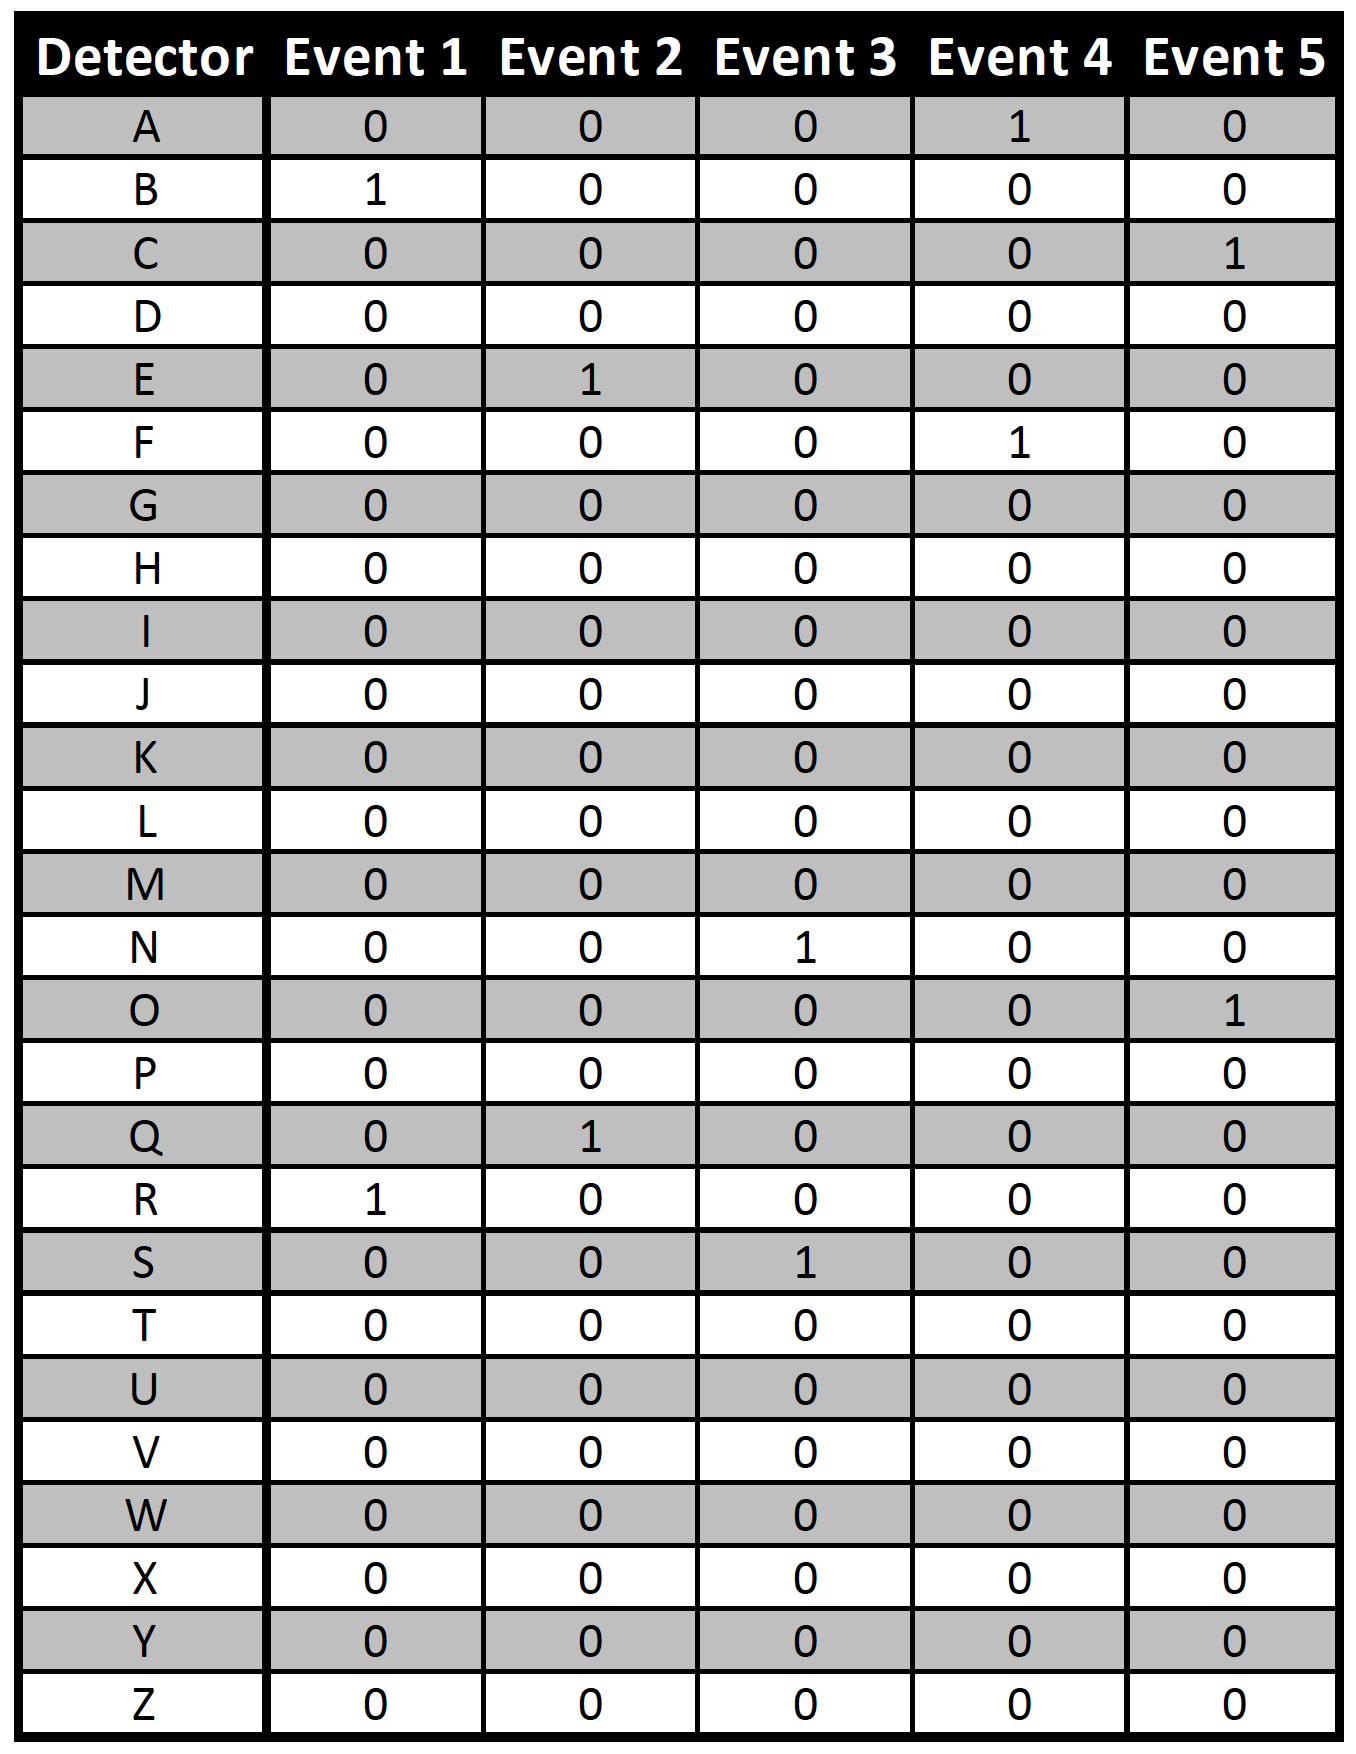 Detector Event 1 Event 2 Event 3 Event 4 Event 5
A 0 0 0 1 0
B 1 0 0 0 0
C 0 0 0 0 1
D 0 0 0 0 0
E 0 1 0 0 0
F 0 0 0 1 0
G 0 0 0 0 0
H 0 0 0 0 0
I 0 0 0 0 0
J 0 0 0 0 0
K 0 0 0 0 0
L 0 0 0 0 0
M 0 0 0 0 0
N 0 0 1 0 0
O 0 0 0 0 1
P 0 0 0 0 0
Q 0 1 0 0 0
R 1 0 0 0 0
S 0 0 1 0 0
T 0 0 0 0 0
U 0 0 0 0 0
V 0 0 0 0 0
W 0 0 0 0 0
X 0 0 0 0 0
Y 0 0 0 0 0
Z 0 0 0 0 0